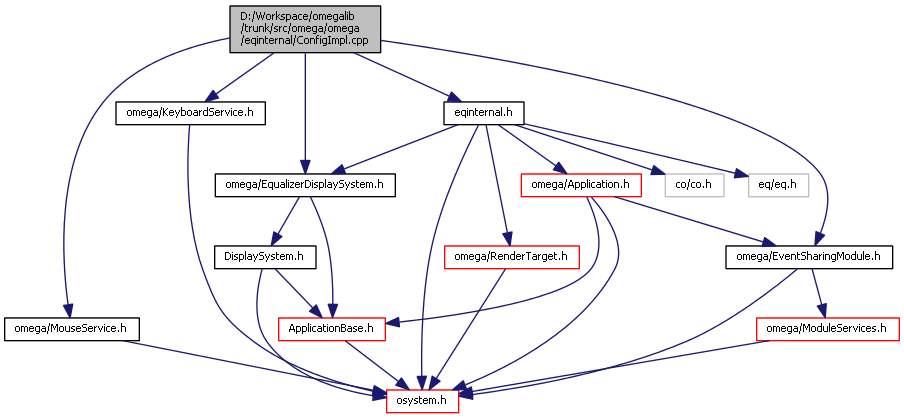 D:/Workspace/omegalib
/trunk/src/omega/omega
/eqinternal/ConfigImpl.cpp
omega/KeyboardService.h
eqinternal.h
omega/EqualizerDisplaySystem.h
omega/Application.h
co/co.h
eq/eq.h
DisplaySystem.h
omega/RenderTarget.h
omega/EventSharingModule.h
omega/MouseService.h
ApplicationBase.h
omega/ModuleServices.h
osystem.h